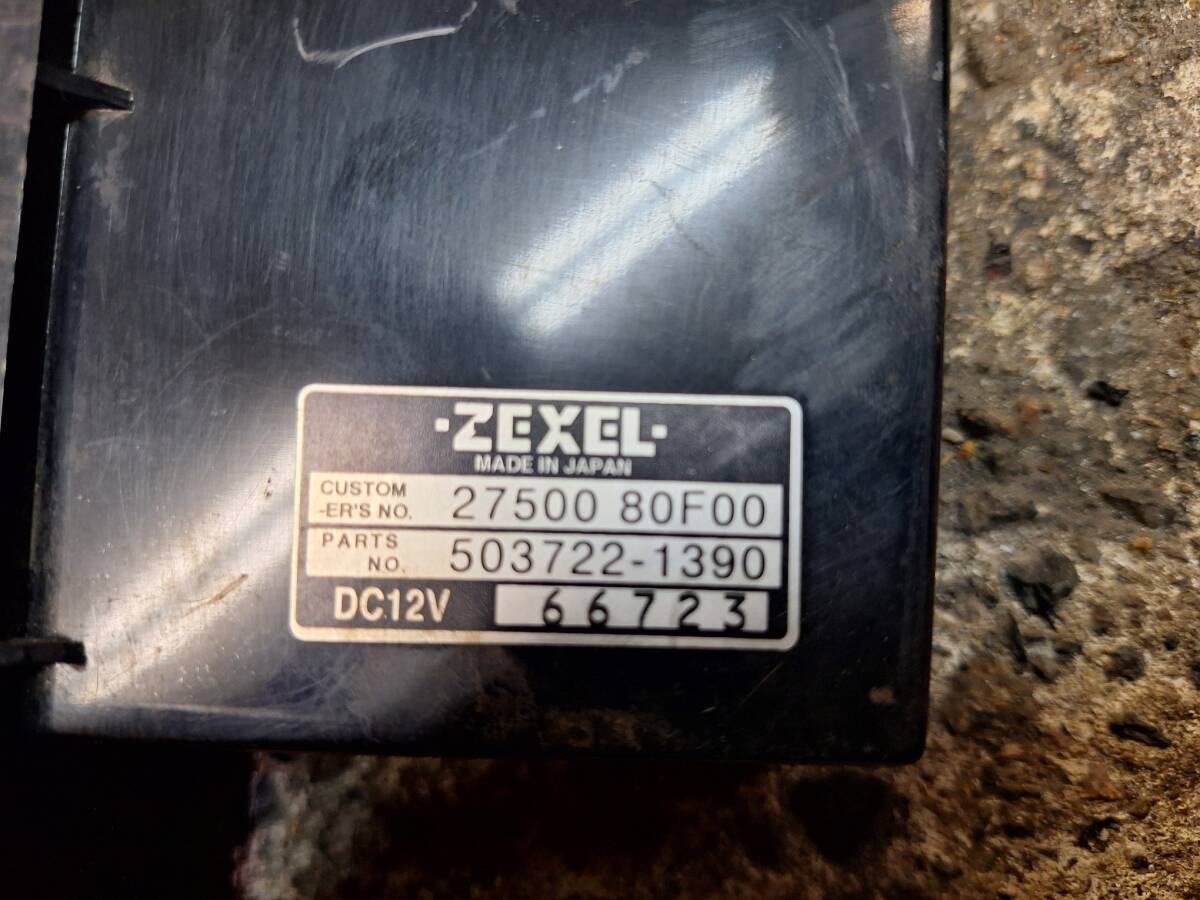 ·ZEXEL·
MADE IN JAPAN
CUSTOM
-ER'S NO. 27500 80F00
PARTS
NO. 503722-1390
DC12V 66723